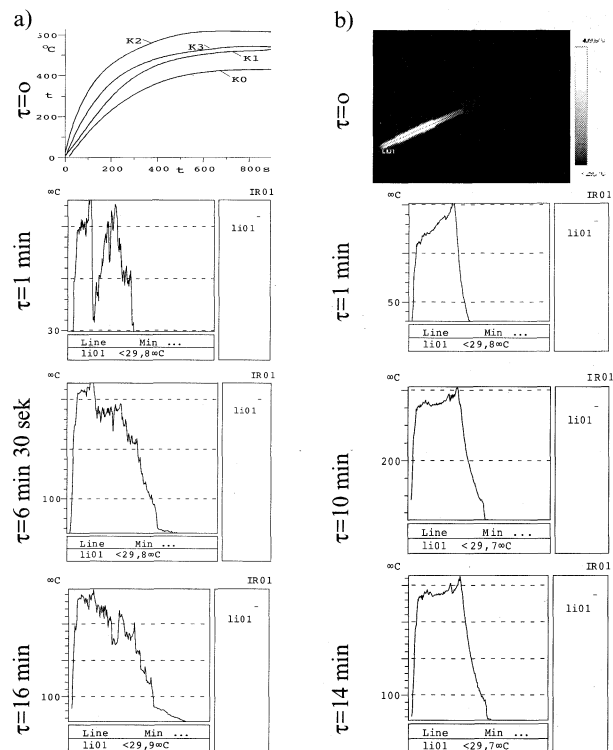 a)
τ=o
500
∞C
400
t
200
0
0 200 t 600 800s
K2
K3
K1
K0
τ=1 min
∞C IR01
li01
30
Line Min ...
li01 <29,8∞C
τ=6 min 30 sek
∞C IR01
li01
100
Line Min ...
li01 <29,8∞C
τ=16 min
∞C IR01
li01
100
Line Min ...
li01 <29,9∞C
b)
τ=o
LI01
τ=1 min
∞C IR01
li01
50
Line Min ...
li01 <29,8∞C
τ=10 min
∞C IR01
li01
200
Line Min ...
li01 <29,7∞C
τ=14 min
∞C IR01
li01
100
Line Min ...
li01 <29,7∞C